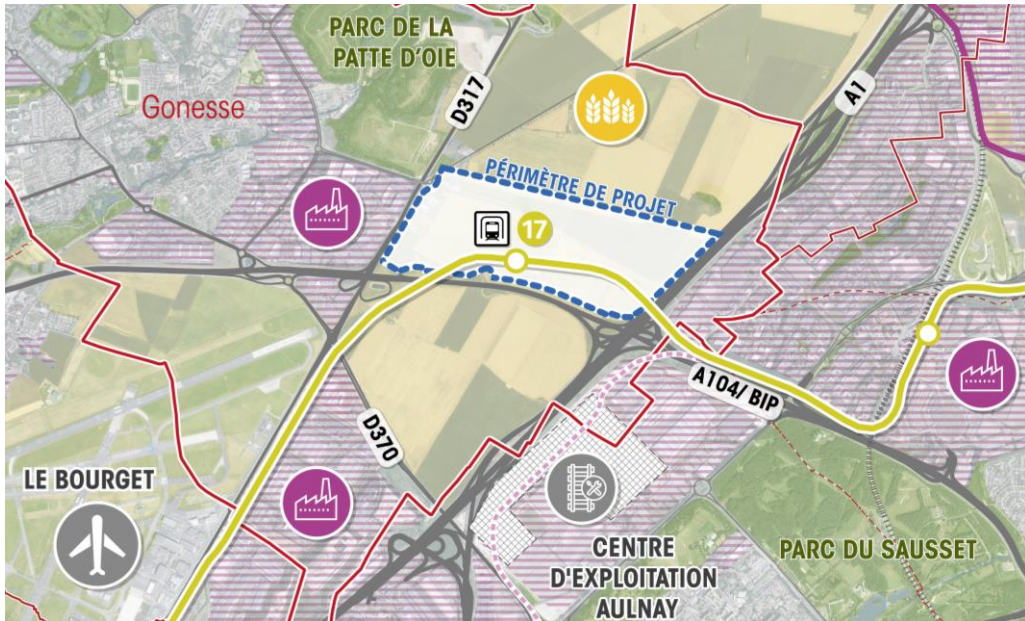 PARC DE LA
PATTE D'OIE
Gonesse
D317
A1
PÉRIMÈTRE DE PROJET
17
A104/ BIP
D370
LE BOURGET
CENTRE
D'EXPLOITATION
AULNAY
PARC DU SAUSSET